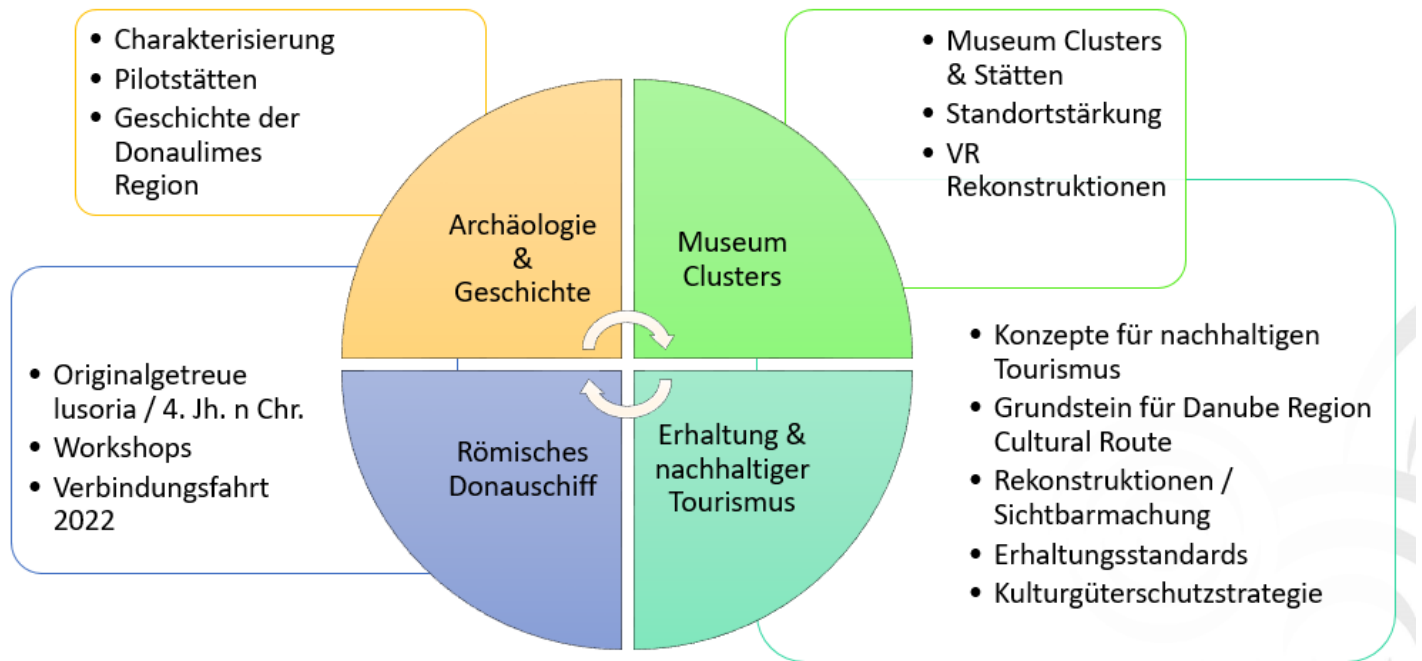 • Charakterisierung
• Pilotstätten
• Geschichte der
Donaulimes
Region
• Museum Clusters
& Stätten
• Standortstärkung
• VR
Rekonstruktionen
Archäologie
&
Geschichte
Museum
Clusters
• Originalgetreue
lusoria / 4. Jh. n Chr.
• Workshops
• Verbindungsfahrt
2022
Römisches
Donauschiff
Erhaltung &
nachhaltiger
Tourismus
• Konzepte für nachhaltigen
Tourismus
• Grundstein für Danube Region
Cultural Route
• Rekonstruktionen /
Sichtbarmachung
• Erhaltungsstandards
• Kulturgüterschutzstrategie